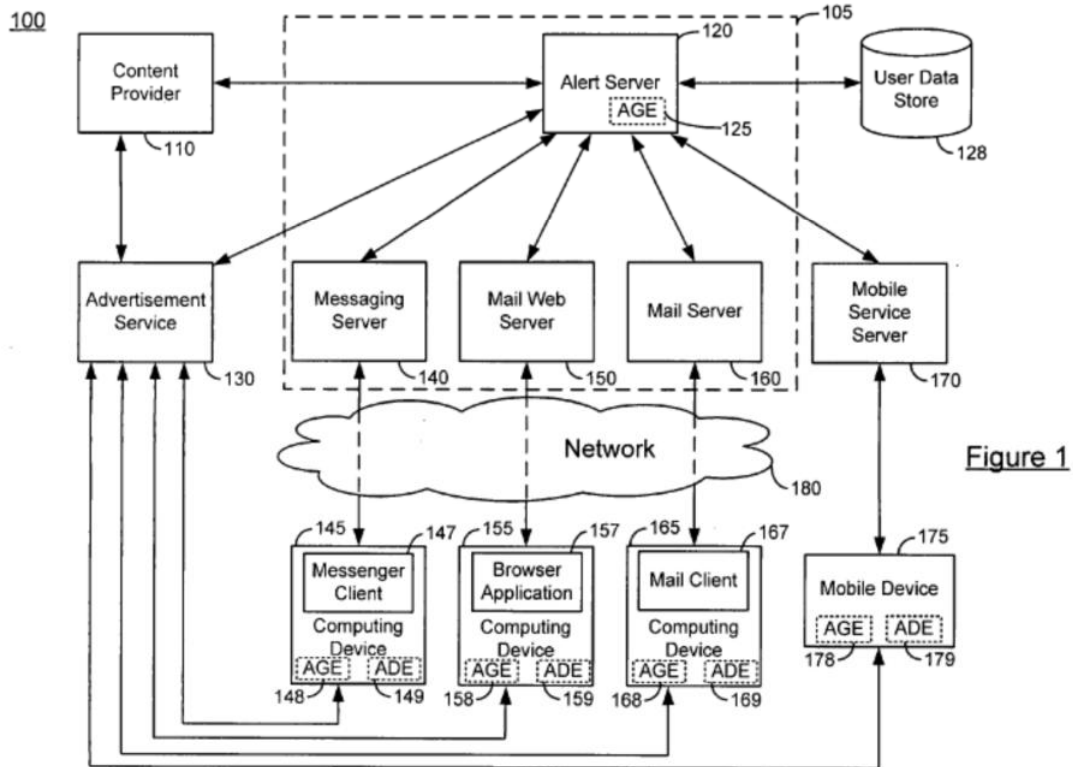 100
105
120
Content
Provider
110
Alert Server
AGE
125
User Data
Store
128
Advertisement
Service
130
Messaging
Server
140
Mail Web
Server
150
Mail Server
160
Mobile
Service
Server
170
Network
180
Figure 1
145
147
Messenger
Client
Computing
Device
AGE
ADE
148
149
155
157
Browser
Application
Computing
Device
AGE
ADE
158
159
165
167
Mail Client
Computing
Device
AGE
ADE
168
169
175
Mobile Device
AGE
ADE
178
179